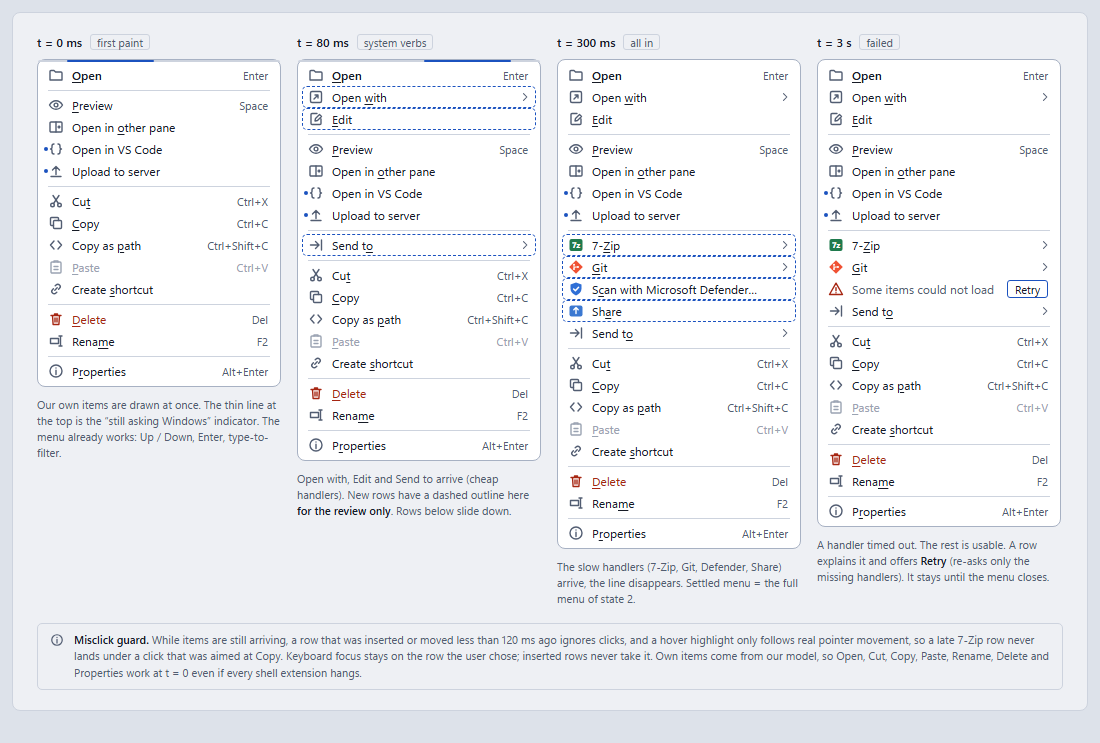 t = 0 ms first paint
Open Enter
Preview Space
Open in other pane
Open in VS Code
Upload to server
Cut Ctrl+X
Copy Ctrl+C
Copy as path Ctrl+Shift+C
Paste Ctrl+V
Create shortcut
Delete Del
Rename F2
Properties Alt+Enter
Our own items are drawn at once. The thin line at
the top is the “still asking Windows” indicator. The
menu already works: Up / Down, Enter, type-to-
filter.
t = 80 ms system verbs
Open Enter
Open with
Edit
Preview Space
Open in other pane
Open in VS Code
Upload to server
Send to
Cut Ctrl+X
Copy Ctrl+C
Copy as path Ctrl+Shift+C
Paste Ctrl+V
Create shortcut
Delete Del
Rename F2
Properties Alt+Enter
Open with, Edit and Send to arrive (cheap
handlers). New rows have a dashed outline here
for the review only. Rows below slide down.
t = 300 ms all in
Open Enter
Open with
Edit
Preview Space
Open in other pane
Open in VS Code
Upload to server
7z 7-Zip
Git
Scan with Microsoft Defender...
Share
Send to
Cut Ctrl+X
Copy Ctrl+C
Copy as path Ctrl+Shift+C
Paste Ctrl+V
Create shortcut
Delete Del
Rename F2
Properties Alt+Enter
The slow handlers (7-Zip, Git, Defender, Share)
arrive, the line disappears. Settled menu = the full
menu of state 2.
t = 3 s failed
Open Enter
Open with
Edit
Preview Space
Open in other pane
Open in VS Code
Upload to server
7z 7-Zip
Git
Some items could not load Retry
Send to
Cut Ctrl+X
Copy Ctrl+C
Copy as path Ctrl+Shift+C
Paste Ctrl+V
Create shortcut
Delete Del
Rename F2
Properties Alt+Enter
A handler timed out. The rest is usable. A row
explains it and offers Retry (re-asks only the
missing handlers). It stays until the menu closes.
Misclick guard. While items are still arriving, a row that was inserted or moved less than 120 ms ago ignores clicks, and a hover highlight only follows real pointer movement, so a late 7-Zip row never
lands under a click that was aimed at Copy. Keyboard focus stays on the row the user chose; inserted rows never take it. Own items come from our model, so Open, Cut, Copy, Paste, Rename, Delete and
Properties work at t = 0 even if every shell extension hangs.